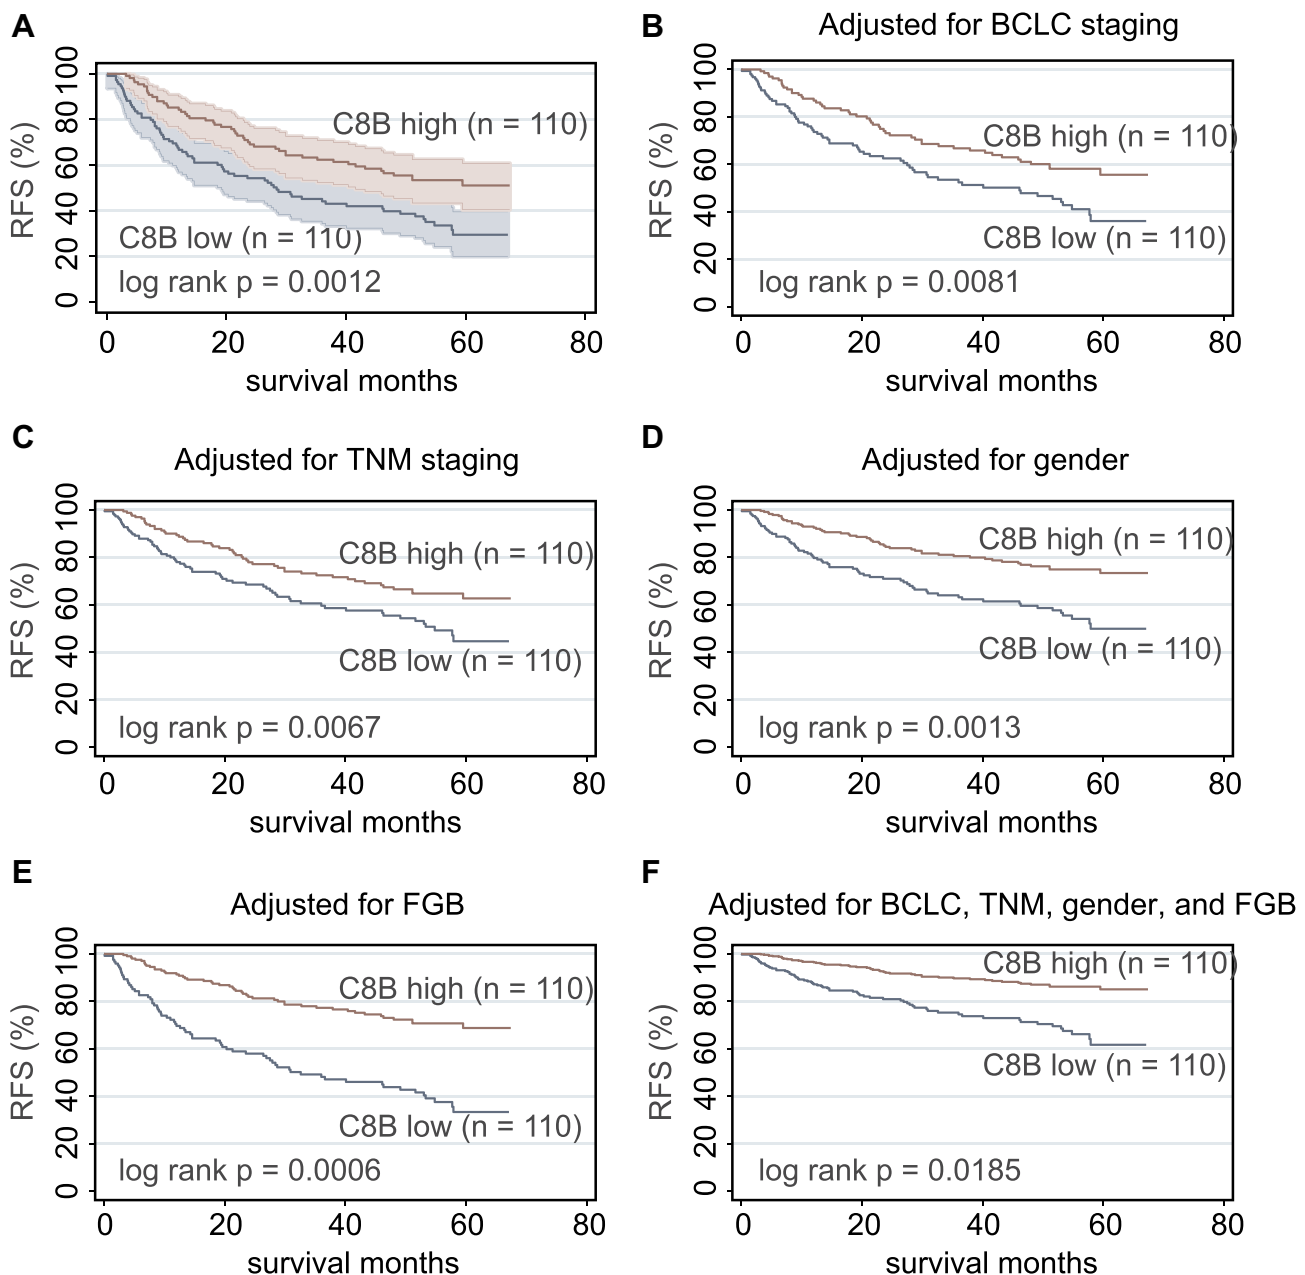 A
RFS (%)
0 20 40 60 80 100
C8B high (n = 110)
C8B low (n = 110)
log rank p = 0.0012
0 20 40 60 80
survival months
B
Adjusted for BCLC staging
RFS (%)
0 20 40 60 80 100
C8B high (n = 110)
C8B low (n = 110)
log rank p = 0.0081
0 20 40 60 80
survival months
C
Adjusted for TNM staging
RFS (%)
0 20 40 60 80 100
C8B high (n = 110)
C8B low (n = 110)
log rank p = 0.0067
0 20 40 60 80
survival months
D
Adjusted for gender
RFS (%)
0 20 40 60 80 100
C8B high (n = 110)
C8B low (n = 110)
log rank p = 0.0013
0 20 40 60 80
survival months
E
Adjusted for FGB
RFS (%)
0 20 40 60 80 100
C8B high (n = 110)
C8B low (n = 110)
log rank p = 0.0006
0 20 40 60 80
survival months
F
Adjusted for BCLC, TNM, gender, and FGB
RFS (%)
0 20 40 60 80 100
C8B high (n = 110)
C8B low (n = 110)
log rank p = 0.0185
0 20 40 60 80
survival months